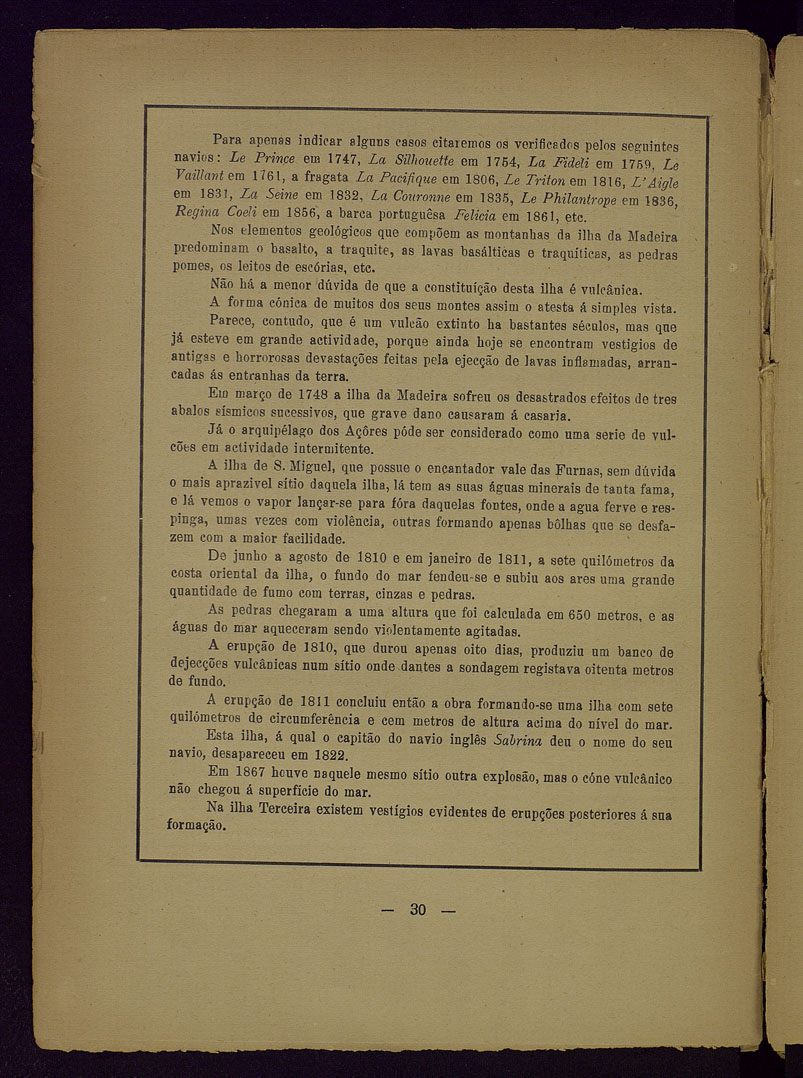 Para apenas indicar alguns casos citaremos os verificados pelos seguintes
navios: Le Prince em 1747, La Silhouette em 1754, La Fideli em 1759, Le
Vaillant em 1761, a fragata La Pacifique em 1806, Le Triton em 1816, L'Aigle
em 1831, La Seine em 1832, La Couronne em 1835, Le Philantrope em 1836,
Regina Coeli em 1856, a barca portuguêsa Felicia em 1861, etc.
Nos elementos geológicos que compõem as montanhas da ilha da Madeira
predominam o basalto, a traquite, as lavas basálticas e traquíticas, as pedras
pomes, os leitos de escórias, etc.
Não há a menor dúvida de que a constituíção desta ilha é vulcânica.
A forma cónica de muitos dos seus montes assim o atesta á simples vista.
Parece, contudo, que é um vulcão extinto ha bastantes séculos, mas que
já esteve em grande actividade, porque ainda hoje se encontram vestigios de
antigas e horrorosas devastações feitas pela ejecção de lavas inflamadas, arran-
cadas ás entranhas da terra.
Em março de 1748 a ilha da Madeira sofreu os desastrados efeitos de tres
abalos sísmicos sucessivos, que grave dano causaram á casaria.
Já o arquipélago dos Açôres póde ser considerado como uma serie de vul-
cões em actividade intermitente.
A ilha de S. Miguel, que possue o encantador vale das Furnas, sem dúvida
o mais aprazivel sítio daquela ilha, lá tem as suas águas minerais de tanta fama,
e lá vemos o vapor lançar-se para fóra daquelas fontes, onde a agua ferve e res-
pinga, umas vezes com violência, outras formando apenas bôlhas que se desfa-
zem com a maior facilidade.
De junho a agosto de 1810 e em janeiro de 1811, a sete quilómetros da
costa oriental da ilha, o fundo do mar fendeu-se e subiu aos ares uma grande
quantidade de fumo com terras, cinzas e pedras.
As pedras chegaram a uma altura que foi calculada em 650 metros, e as
águas do mar aqueceram sendo violentamente agitadas.
A erupção de 1810, que durou apenas oito dias, produziu um banco de
dejecções vulcânicas num sítio onde dantes a sondagem registava oitenta metros
de fundo.
A erupção de 1811 concluiu então a obra formando-se uma ilha com sete
quilómetros de circumferência e cem metros de altura acima do nível do mar.
Esta ilha, á qual o capitão do navio inglês Sabrina deu o nome do seu
navio, desapareceu em 1822.
Em 1867 houve naquele mesmo sítio outra explosão, mas o cóne vulcânico
não chegou á superfície do mar.
Na ilha Terceira existem vestígios evidentes de erupções posteriores á sua
formação.
— 30 —